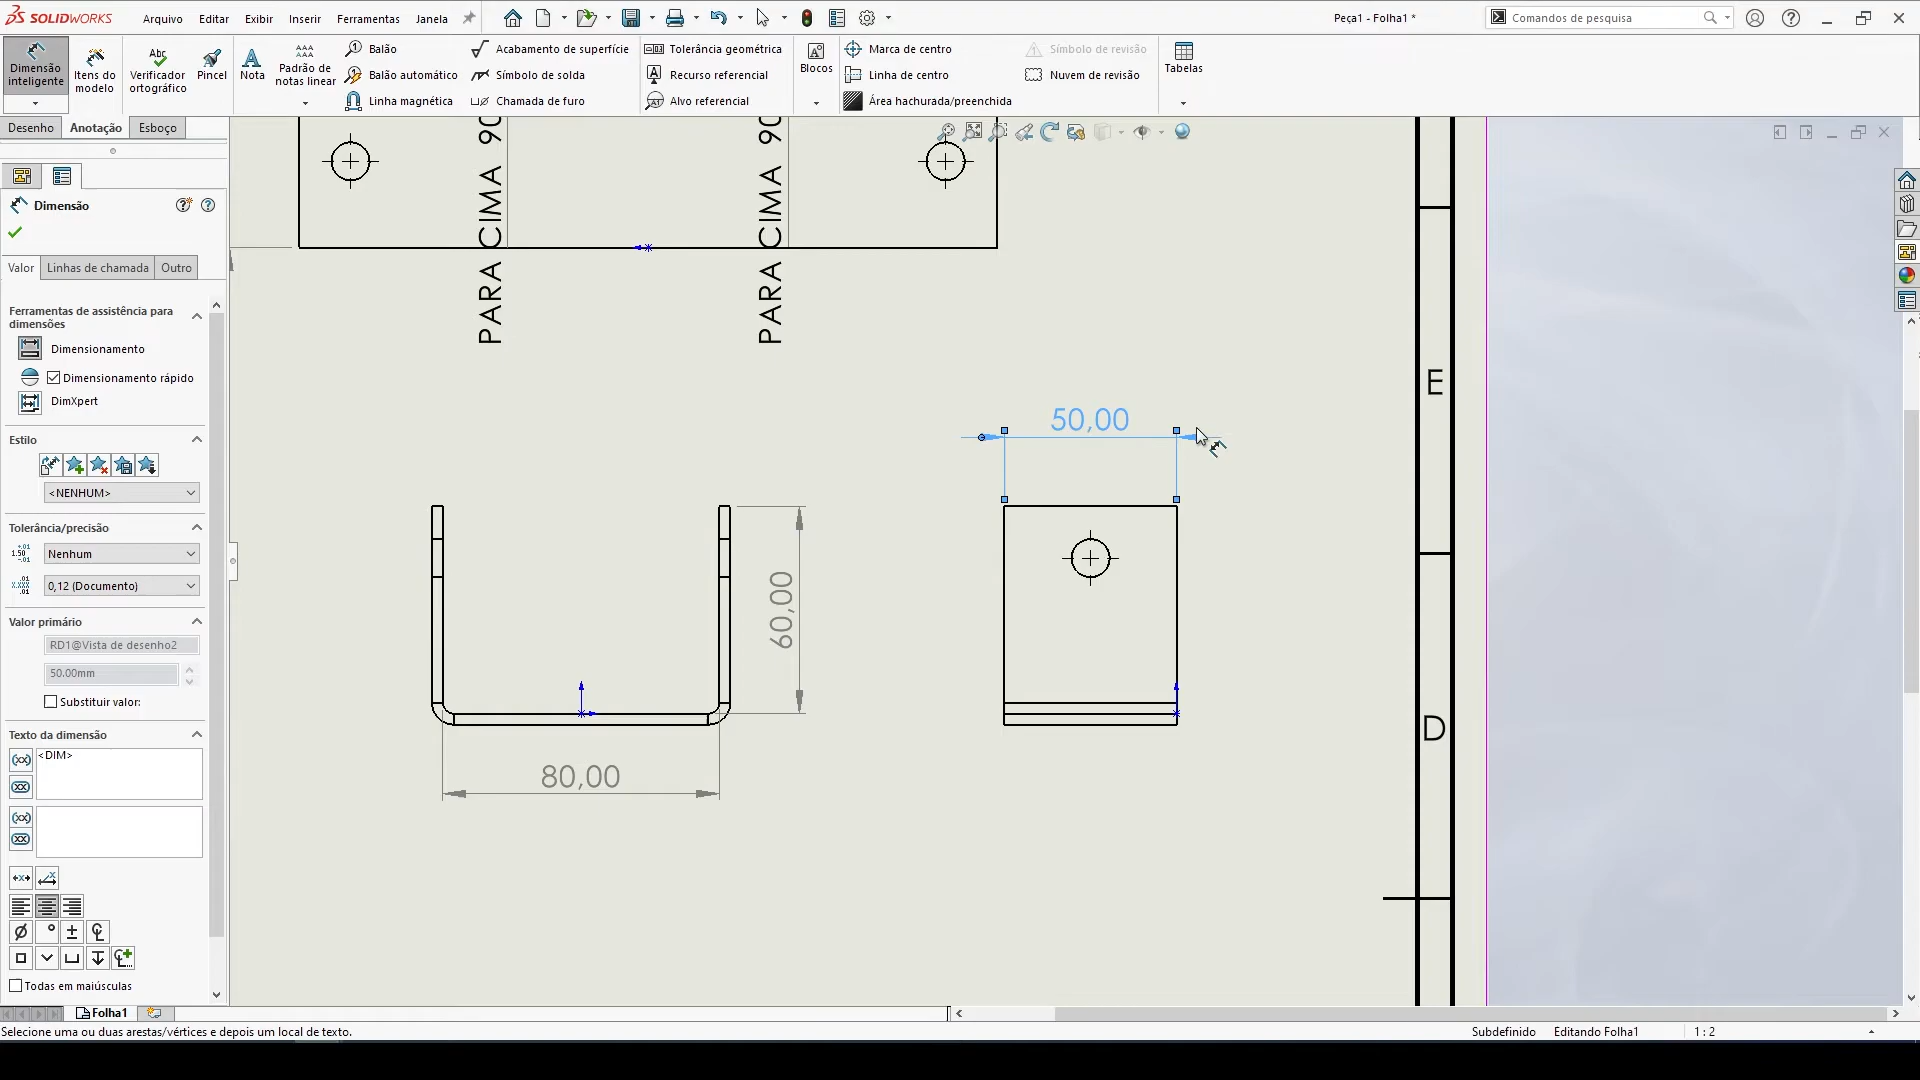 SOLIDWORKS Arquivo Editar Exibir Inserir Ferramentas Janela Peça1 - Folha1 * Comandos de pesquisa
Dimensão inteligente
Itens do modelo
Abc Verificador ortográfico
Pincel
Nota
Padrão de notas linear
Balão
Balão automático
Linha magnética
Acabamento de superfície
Símbolo de solda
Chamada de furo
Tolerância geométrica
Recurso referencial
Alvo referencial
Blocos
Marca de centro
Linha de centro
Área hachurada/preenchida
Símbolo de revisão
Nuvem de revisão
Tabelas
Desenho Anotação Esboço
Dimensão
Valor Linhas de chamada Outro
Ferramentas de assistência para
dimensões
Dimensionamento
Dimensionamento rápido
DimXpert
Estilo
<NENHUM>
Tolerância/precisão
Nenhum
0,12 (Documento)
Valor primário
RD1@Vista de desenho2
50.00mm
Substituir valor:
Texto da dimensão
<DIM>
Todas em maiúsculas
PARA CIMA 90
PARA CIMA 90
50,00
60,00
80,00
E
D
Folha1
Selecione uma ou duas arestas/vértices e depois um local de texto.
Subdefinido Editando Folha1 1 : 2